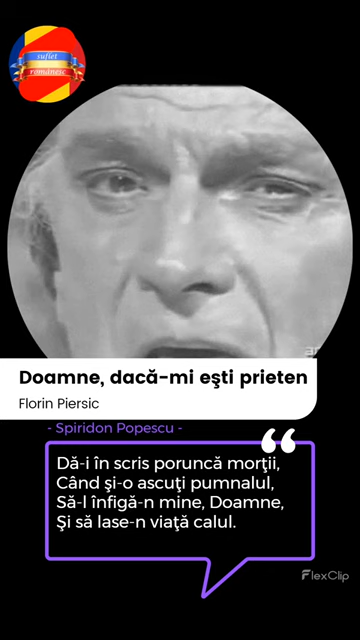 suflet
românesc
Doamne, dacă-mi eşti prieten
Florin Piersic
- Spiridon Popescu -
Dă-i în scris poruncă morţii,
Când şi-o ascuţi pumnalul,
Să-l înfigă-n mine, Doamne,
Şi să lase-n viaţă calul.
FlexClip